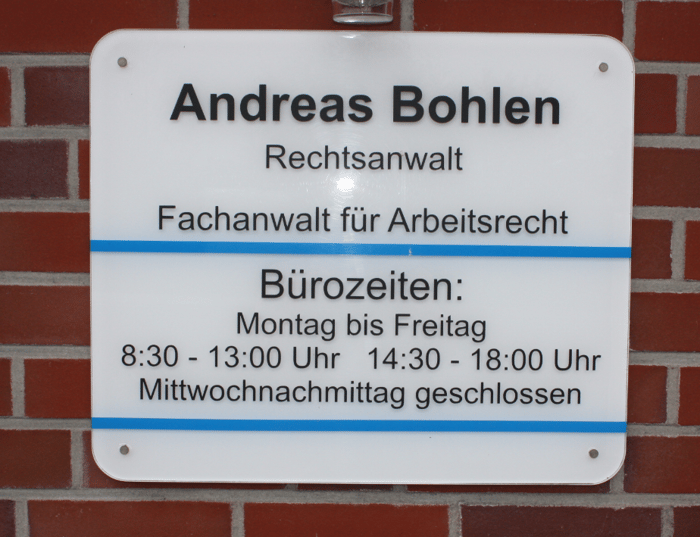 Andreas Bohlen
Rechtsanwalt
Fachanwalt für Arbeitsrecht
Bürozeiten:
Montag bis Freitag
8:30 - 13:00 Uhr 14:30 - 18:00 Uhr
Mittwochnachmittag geschlossen